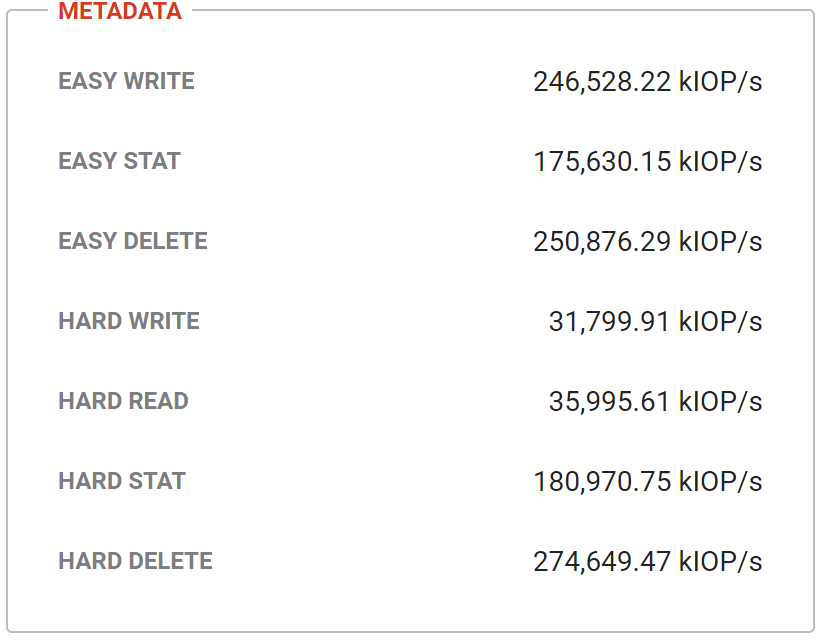 METADATA
EASY WRITE 246,528.22 kIOP/s
EASY STAT 175,630.15 kIOP/s
EASY DELETE 250,876.29 kIOP/s
HARD WRITE 31,799.91 kIOP/s
HARD READ 35,995.61 kIOP/s
HARD STAT 180,970.75 kIOP/s
HARD DELETE 274,649.47 kIOP/s